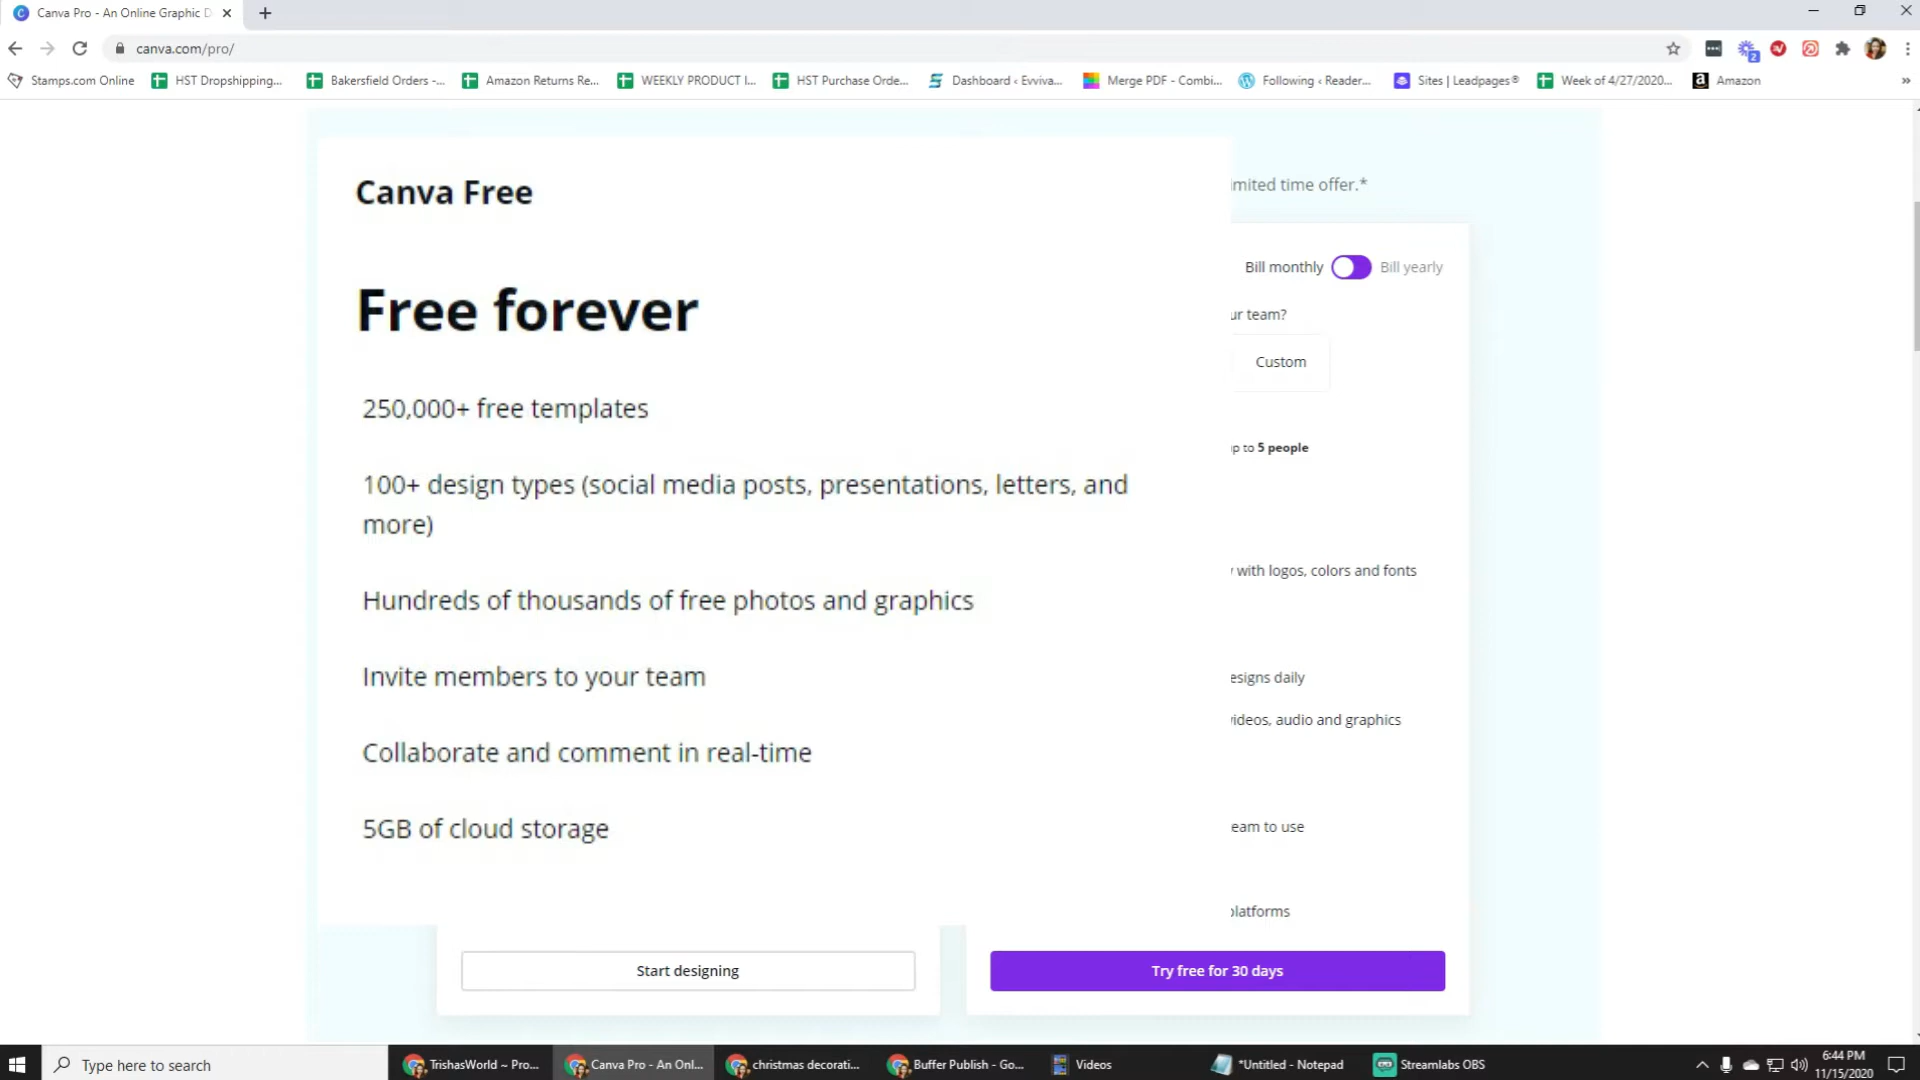 Canva Pro - An Online Graphic D
canva.com/pro/
Stamps.com Online
HST Dropshipping...
Bakersfield Orders -...
Amazon Returns Re...
WEEKLY PRODUCT I...
HST Purchase Orde...
Dashboard ‹ Evviva...
Merge PDF - Combi...
Following ‹ Reader...
Sites | Leadpages®
Week of 4/27/2020...
Amazon
Canva Free
Free forever
250,000+ free templates
100+ design types (social media posts, presentations, letters, and
more)
Hundreds of thousands of free photos and graphics
Invite members to your team
Collaborate and comment in real-time
5GB of cloud storage
Start designing
time offer.*
Bill monthly
Bill yearly
team?
Custom
to 5 people
with logos, colors and fonts
daily
audio and graphics
to use
Try free for 30 days
Type here to search
TrishasWorld ~ Pro...
Canva Pro - An Onl...
christmas decorati...
Buffer Publish - Go...
Videos
*Untitled - Notepad
Streamlabs OBS
6:44 PM
11/15/2020